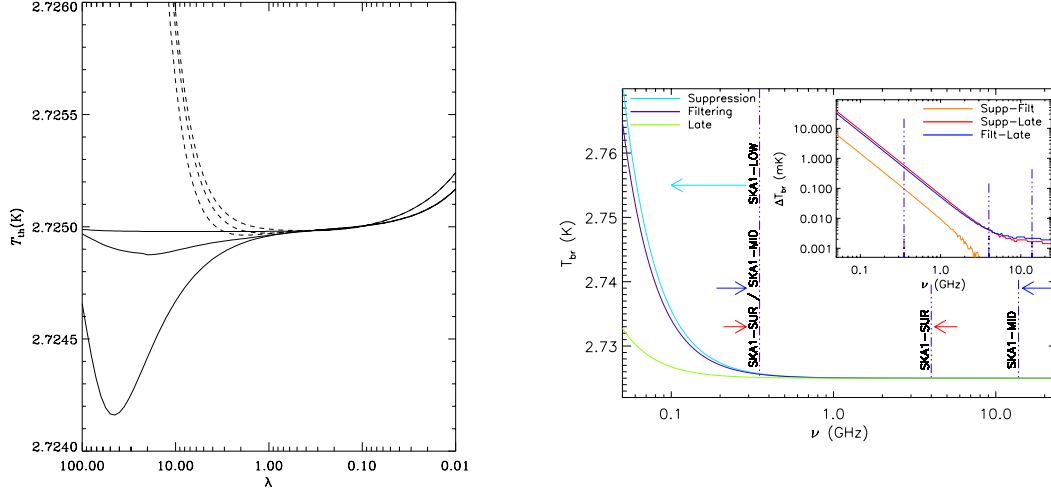 2.7260
2.7255
2.7250
2.7245
2.7240
T_th(K)
100.00 10.00 1.00 0.10 0.01
λ
Suppression
Filtering
Late
2.76
2.75
2.74
2.73
T_br (K)
0.1 1.0 10.0
ν (GHz)
SKA1-LOW
SKA1-SUR / SKA1-MID
SKA1-SUR
SKA1-MID
Supp-Filt
Supp-Late
Filt-Late
10.000
1.000
0.100
0.010
0.001
ΔT_br (mK)
0.1 1.0 10.0
ν (GHz)